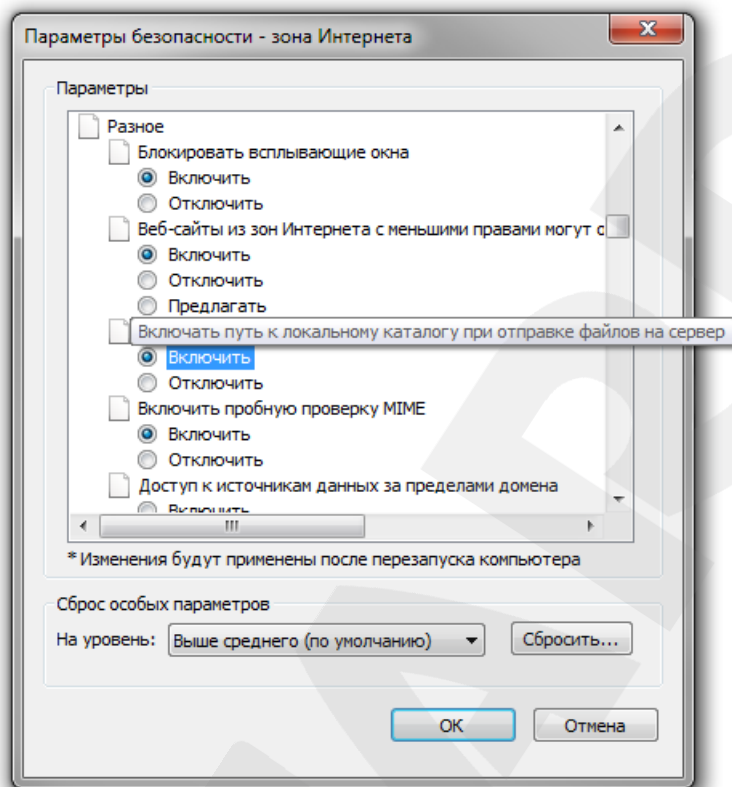 Параметры безопасности - зона Интернета
Параметры
Разное
Блокировать всплывающие окна
Включить
Отключить
Веб-сайты из зон Интернета с меньшими правами могут о
Включить
Отключить
Предлагать
Включать путь к локальному каталогу при отправке файлов на сервер
Включить
Отключить
Включить пробную проверку MIME
Включить
Отключить
Доступ к источникам данных за пределами домена
Включить
* Изменения будут применены после перезапуска компьютера
Сброс особых параметров
На уровень: Выше среднего (по умолчанию) Сбросить...
ОК Отмена